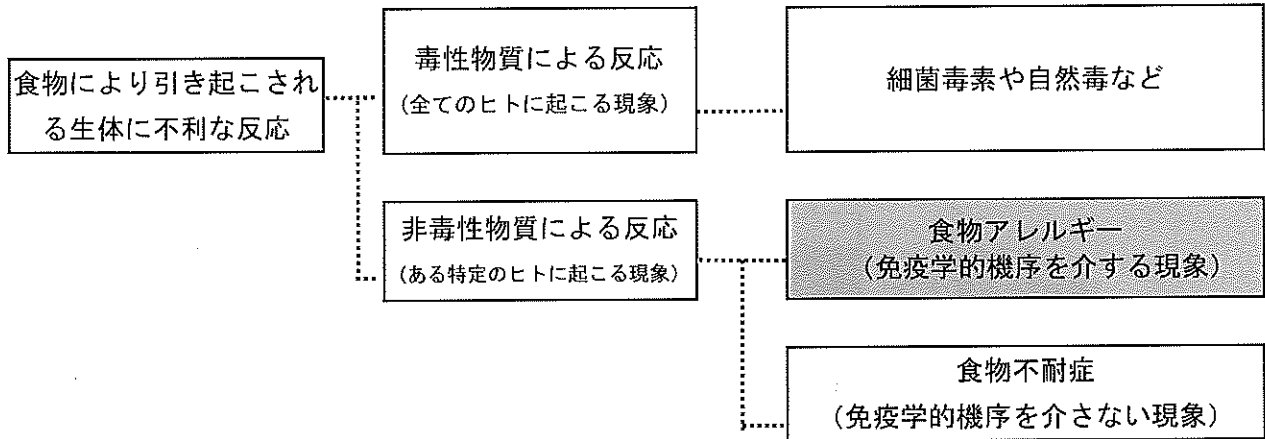 食物により引き起こされ
る生体に不利な反応
毒性物質による反応
(全てのヒトに起こる現象)
細菌毒素や自然毒など
非毒性物質による反応
(ある特定のヒトに起こる現象)
食物アレルギー
(免疫学的機序を介する現象)
食物不耐症
(免疫学的機序を介さない現象)